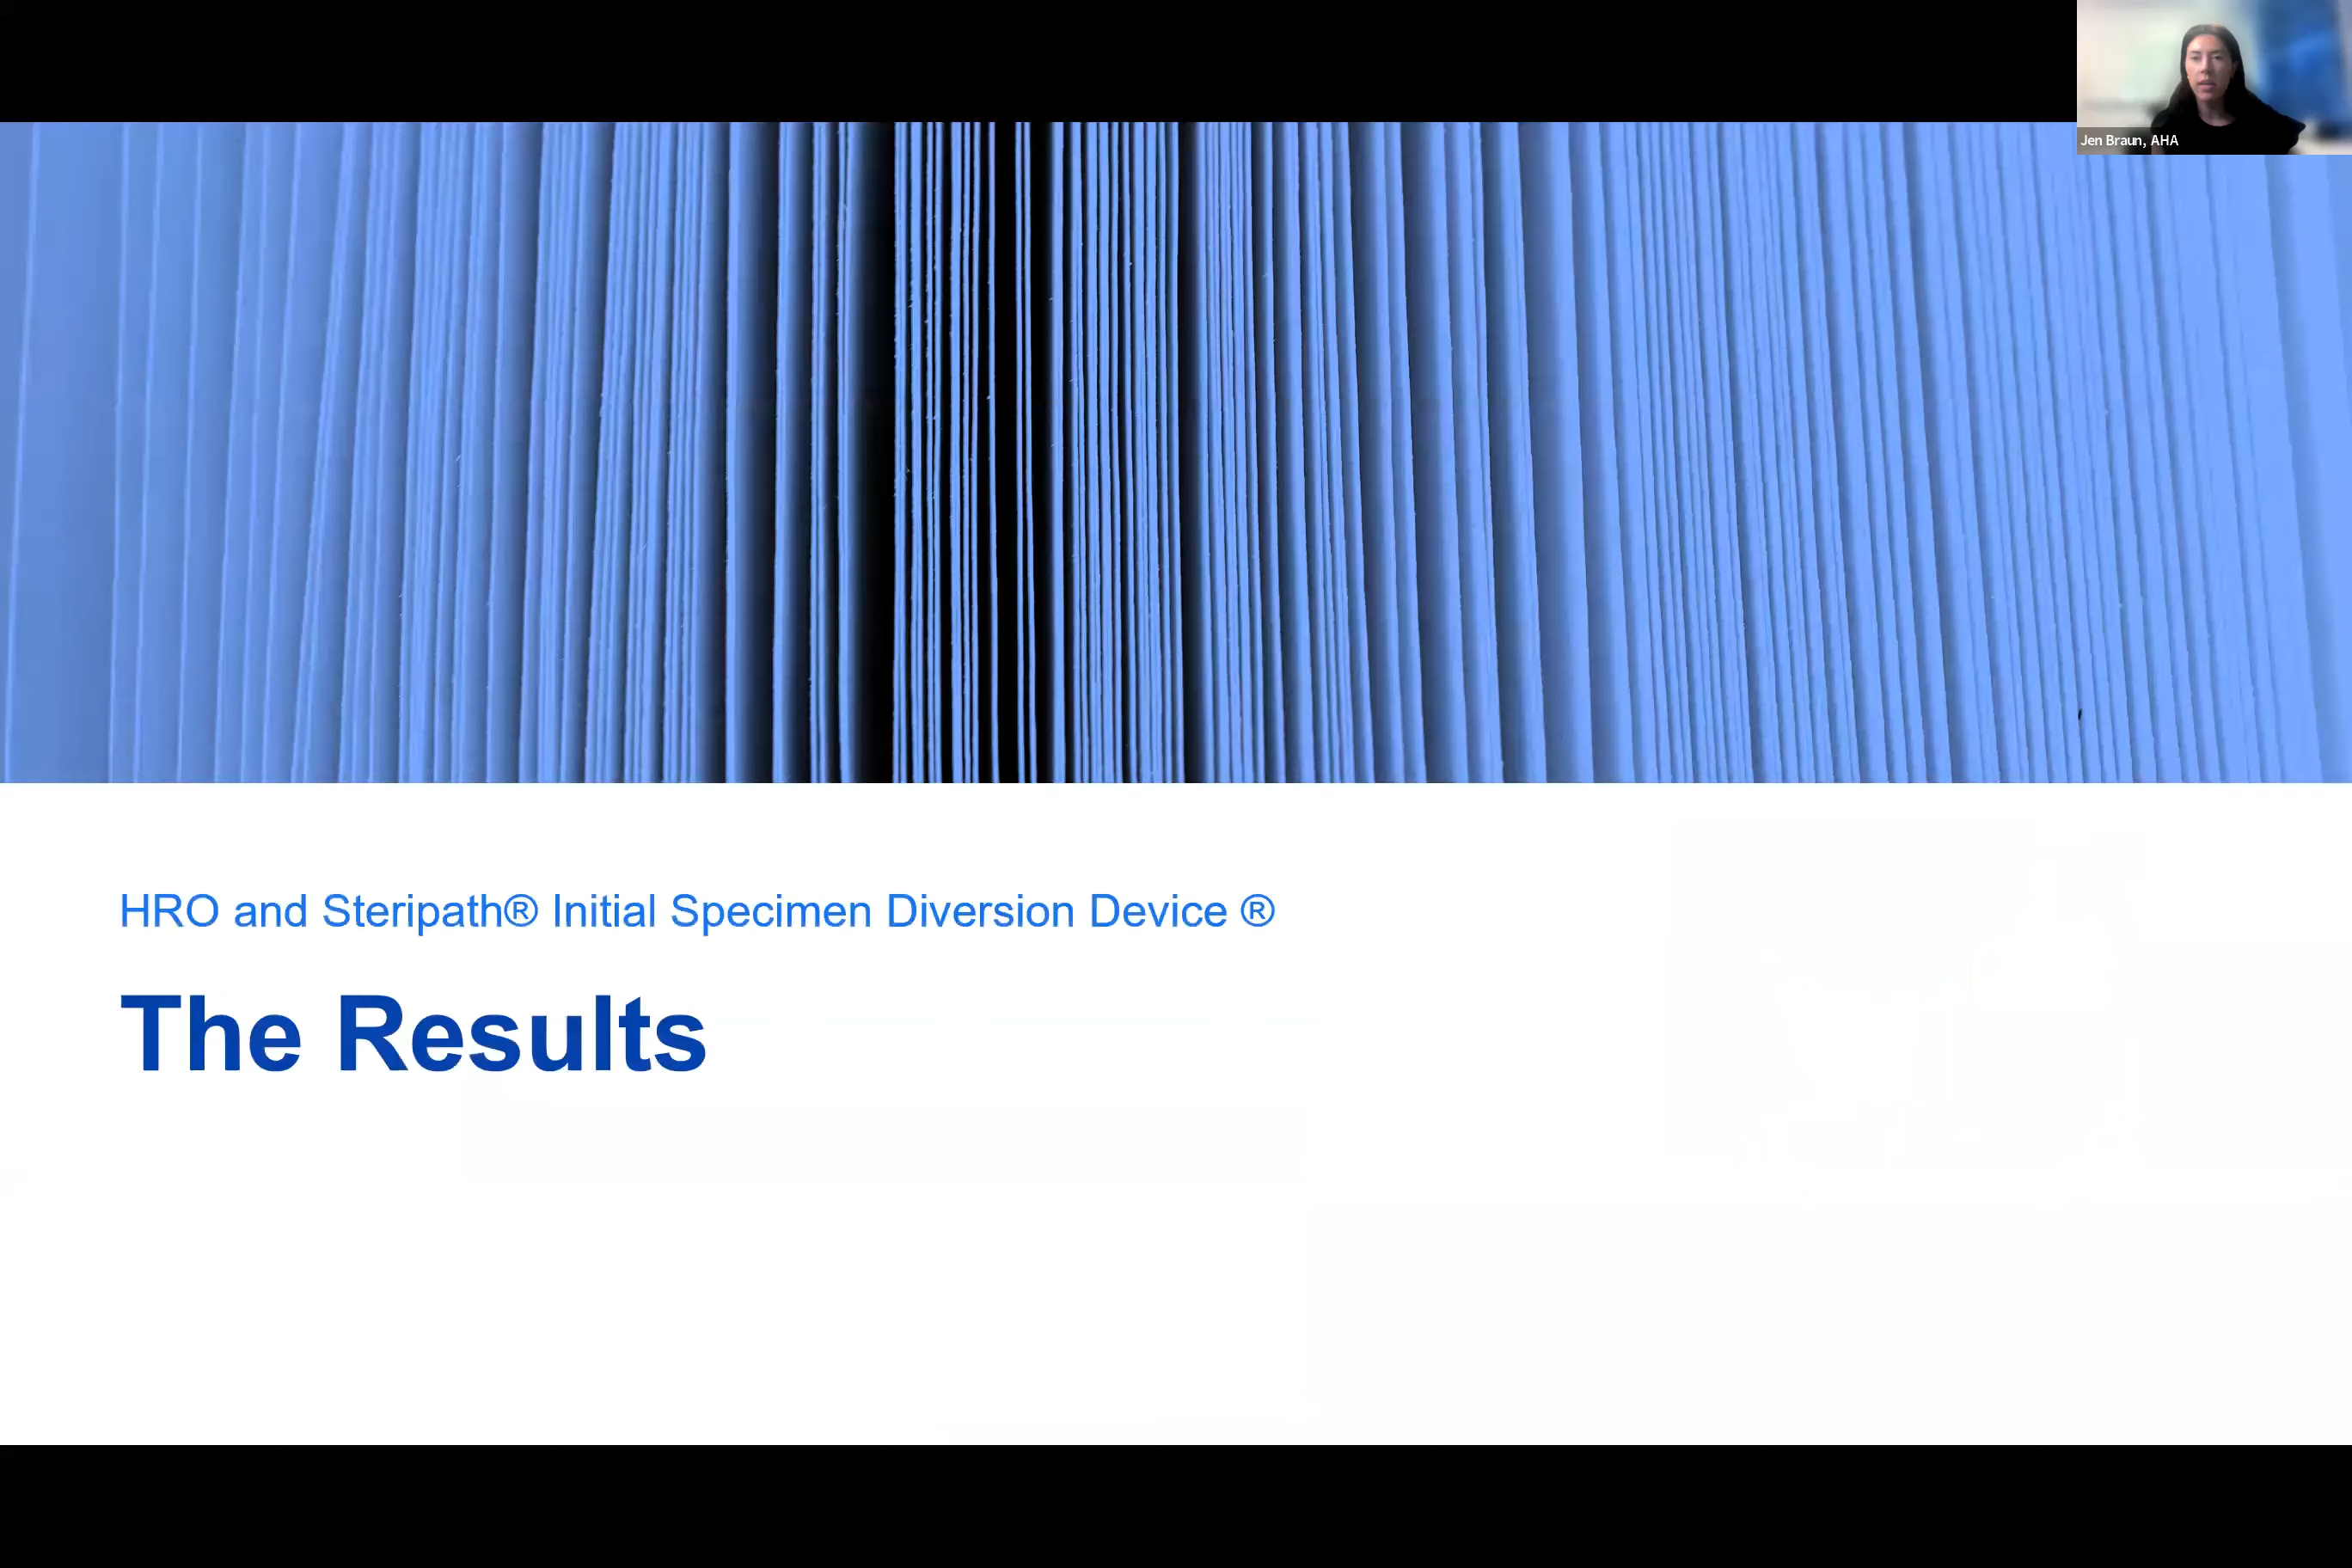 Jen Braun, AHA
HRO and Steripath® Initial Specimen Diversion Device ®
The Results